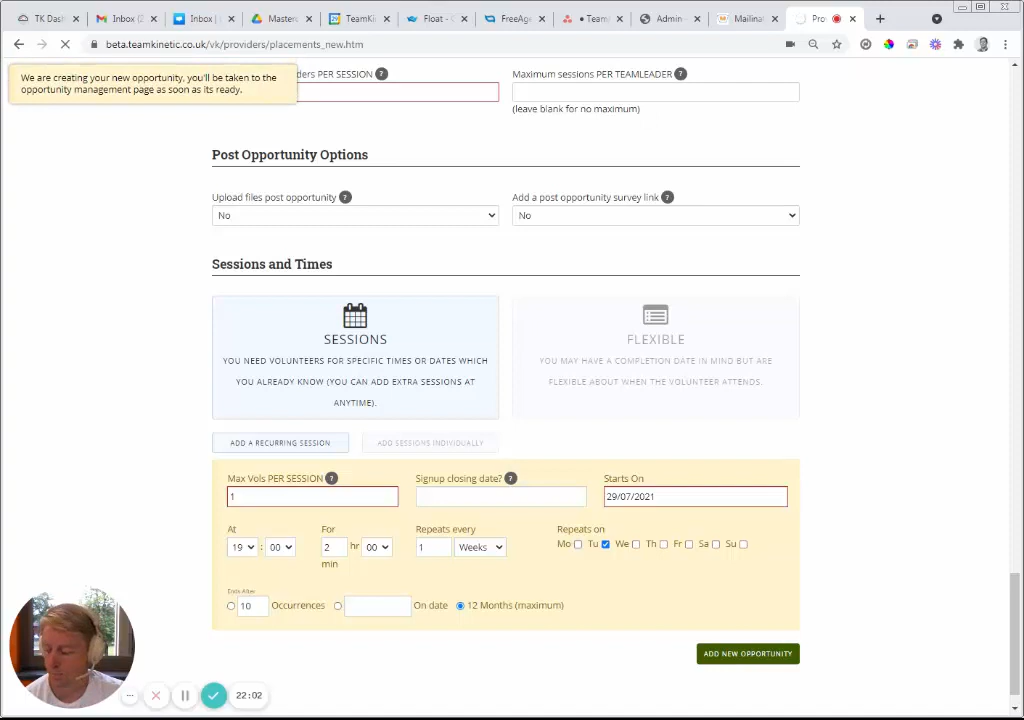 TK Dash
Inbox (2
Inbox |
Masters
TeamKin
Float - C
FreeAge
• Team
Admin
Mailinat
Pro
beta.teamkinetic.co.uk/vk/providers/placements_new.htm
We are creating your new opportunity, you'll be taken to the
opportunity management page as soon as its ready.
ders PER SESSION ?
Maximum sessions PER TEAMLEADER ?
(leave blank for no maximum)
Post Opportunity Options
Upload files post opportunity ?
Add a post opportunity survey link ?
No
No
Sessions and Times
SESSIONS
YOU NEED VOLUNTEERS FOR SPECIFIC TIMES OR DATES WHICH
YOU ALREADY KNOW (YOU CAN ADD EXTRA SESSIONS AT
ANYTIME).
FLEXIBLE
YOU MAY HAVE A COMPLETION DATE IN MIND BUT ARE
FLEXIBLE ABOUT WHEN THE VOLUNTEER ATTENDS.
ADD A RECURRING SESSION
ADD SESSIONS INDIVIDUALLY
Max Vols PER SESSION ?
Signup closing date? ?
Starts On
1
29/07/2021
At
For
Repeats every
Repeats on
19 : 00
2 hr 00
1 Weeks
Mo Tu We Th Fr Sa Su
min
Ends After
10 Occurrences
On date
12 Months (maximum)
ADD NEW OPPORTUNITY
22:02